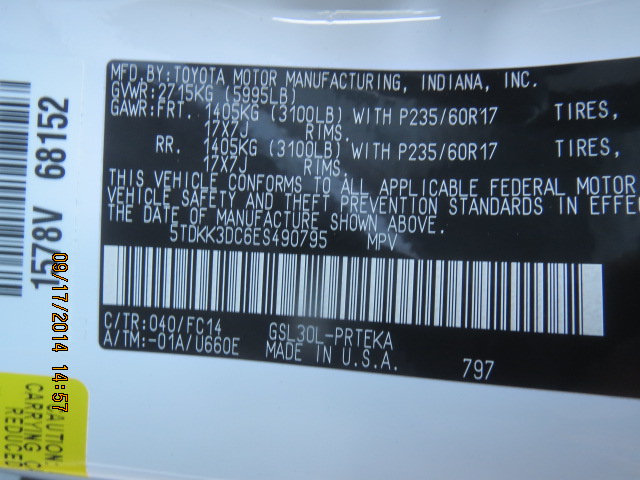 MFD.BY:TOYOTA MOTOR MANUFACTURING, INDIANA, INC.
GVWR:2715KG (5995LB)
GAWR:FRT. 1405KG (3100LB) WITH P235/60R17 TIRES,
17X7J RIMS.
RR. 1405KG (3100LB) WITH P235/60R17 TIRES,
17X7J RIMS.
THIS VEHICLE CONFORMS TO ALL APPLICABLE FEDERAL MOTOR
VEHICLE SAFETY AND THEFT PREVENTION STANDARDS IN EFFE
THE DATE OF MANUFACTURE SHOWN ABOVE.
5TDKK3DC6ES490795 MPV
C/TR:040/FC14 GSL30L-PRTEKA
A/TM:-01A/U660E MADE IN U.S.A.
797
1578V 68152
09/17/2014 14:57
CAUTION:
CARRYING C
REDUCE